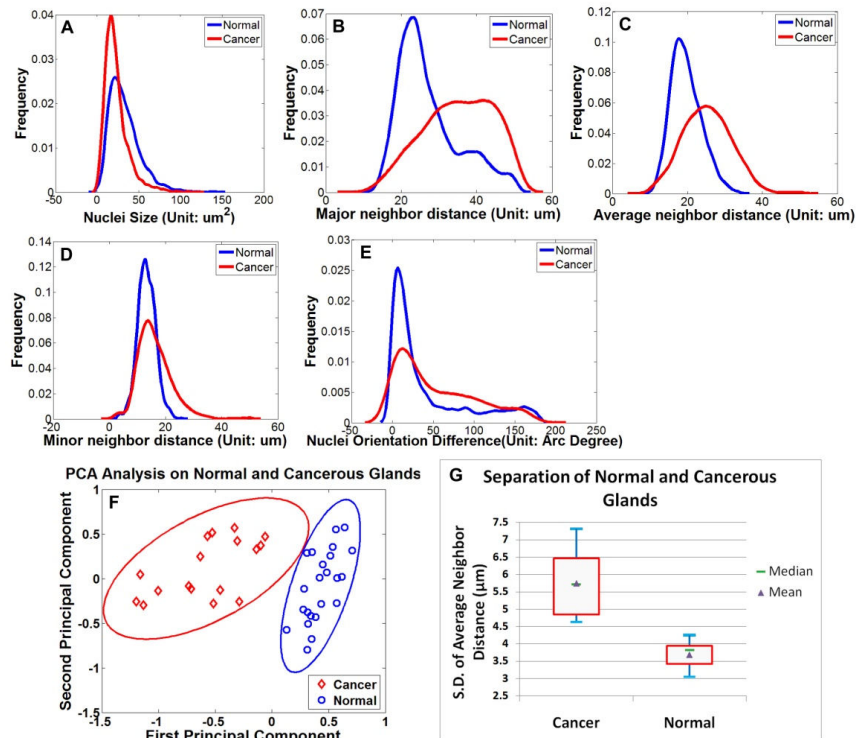 A
Normal
Cancer
0.04
0.03
0.02
0.01
0
-50 0 50 100 150 200
Frequency
Nuclei Size (Unit: um²)
B
Normal
Cancer
0.07
0.06
0.05
0.04
0.03
0.02
0.01
0.00
0 20 40 60
Frequency
Major neighbor distance (Unit: um)
C
Normal
Cancer
0.12
0.1
0.08
0.06
0.04
0.02
0
0 20 40 60
Frequency
Average neighbor distance (Unit: um)
D
Normal
Cancer
0.14
0.12
0.10
0.08
0.06
0.04
0.02
0
-20 0 20 40 60
Frequency
Minor neighbor distance (Unit: um)
E
Normal
Cancer
0.03
0.025
0.02
0.015
0.01
0.005
0
-50 0 50 100 150 200 250
Frequency
Nuclei Orientation Difference(Unit: Arc Degree)
PCA Analysis on Normal and Cancerous Glands
F
1
0.5
0
-0.5
-1
-1.5
-1.5 -1 -0.5 0 0.5 1
Second Principal Component
Cancer
Normal
First Principal Component
G
Separation of Normal and Cancerous
Glands
7.5
7
6.5
6
5.5
5
4.5
4
3.5
3
2.5
S.D. of Average Neighbor
Distance (μm)
Median
Mean
Cancer Normal